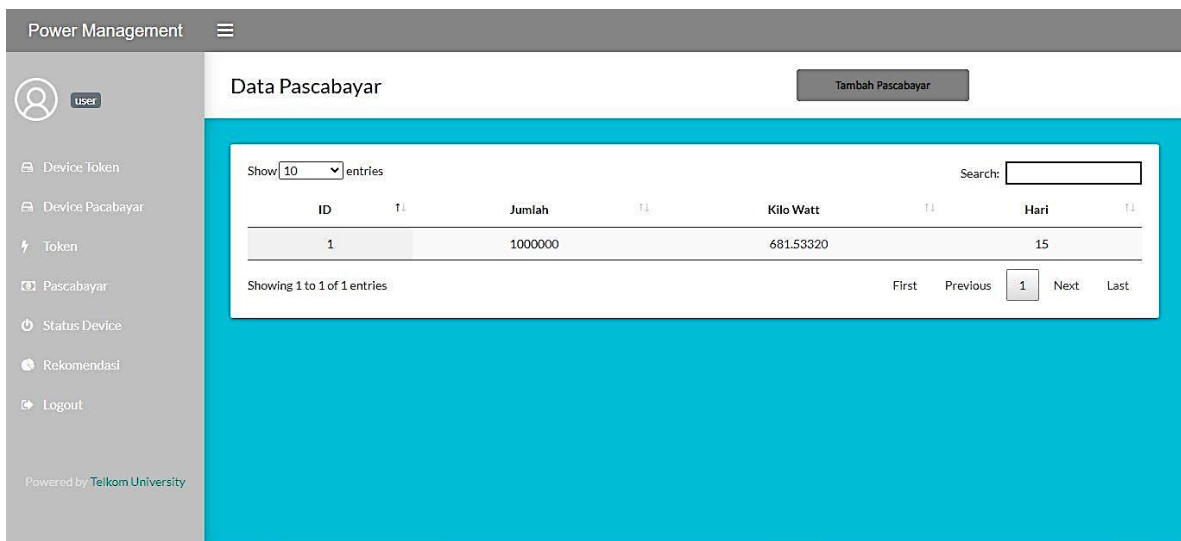 Power Management
user
Device Token
Device Pacabayar
Token
Pascabayar
Status Device
Rekomendasi
Logout
Powered by Telkom University
Data Pascabayar
Tambah Pascabayar
Show 10 entries
Search:
ID Jumlah Kilo Watt Hari
1 1000000 681.53320 15
Showing 1 to 1 of 1 entries
First Previous 1 Next Last